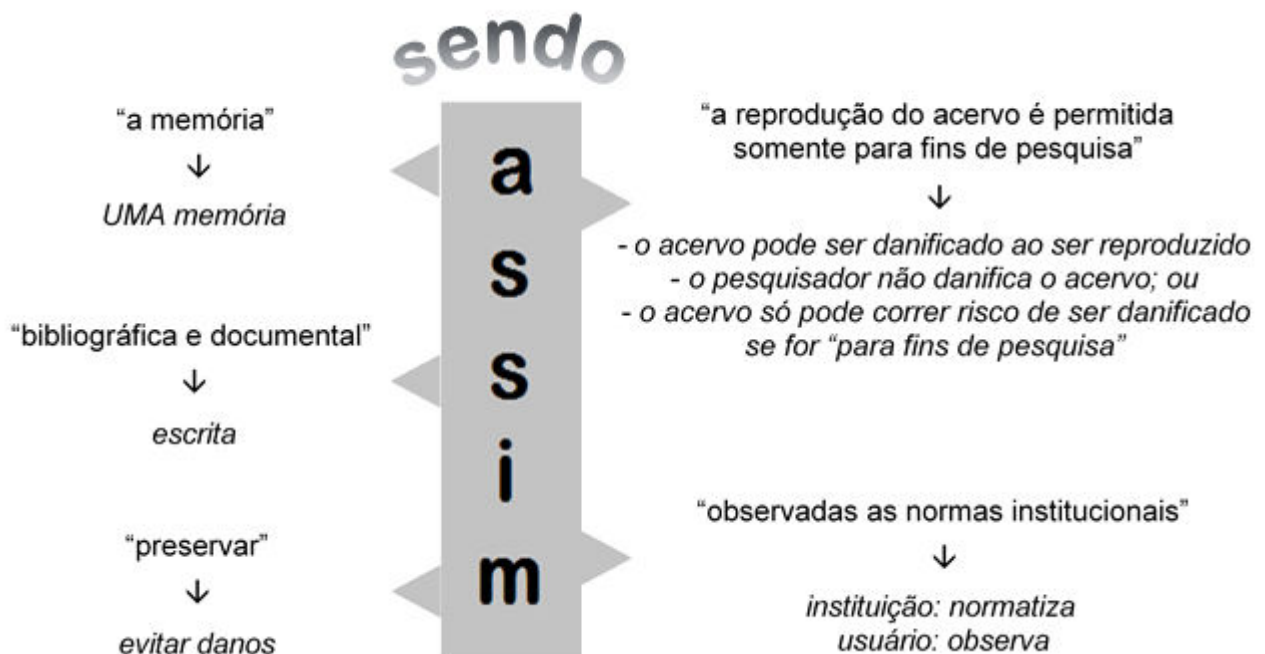 sendo
assim
“a memória”
↓
UMA memória
“bibliográfica e documental”
↓
escrita
“preservar”
↓
evitar danos
“a reprodução do acervo é permitida
somente para fins de pesquisa”
↓
- o acervo pode ser danificado ao ser reproduzido
- o pesquisador não danifica o acervo; ou
- o acervo só pode correr risco de ser danificado
se for “para fins de pesquisa”
“observadas as normas institucionais”
↓
instituição: normatiza
usuário: observa